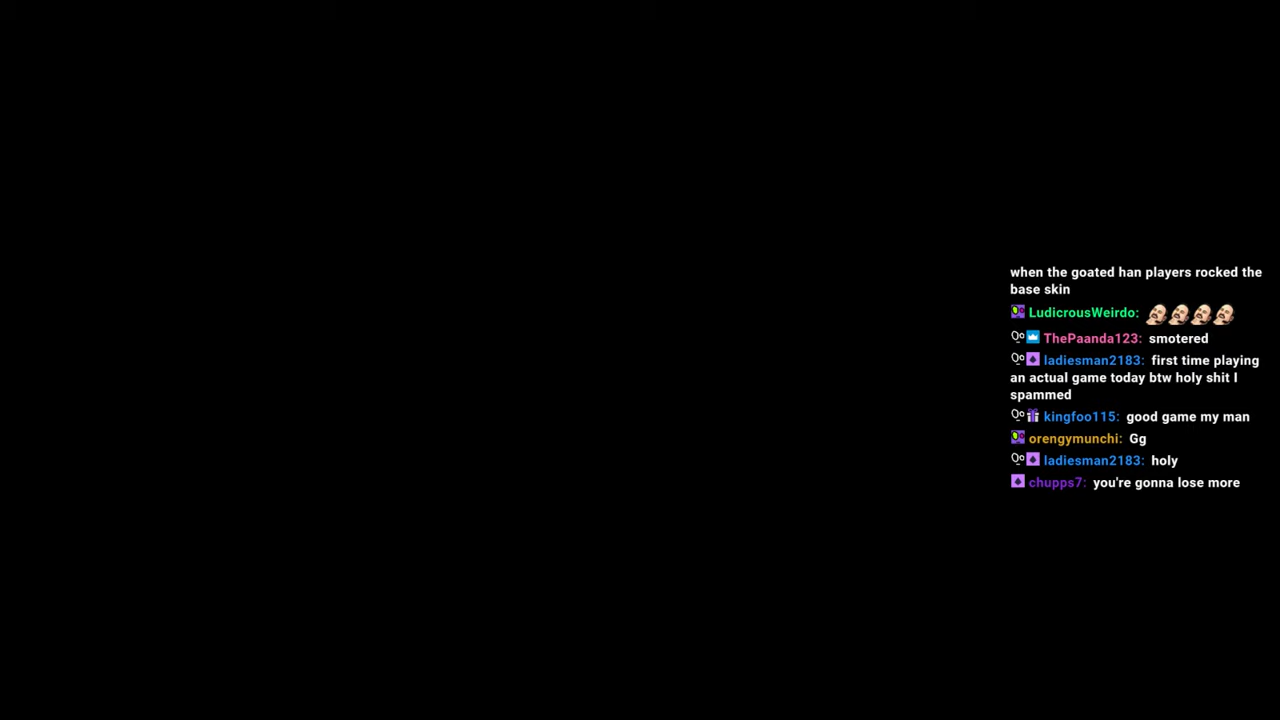 when the goated han players rocked the
base skin
LudicrousWeirdo:
ThePaanda123: smotered
ladiesman2183: first time playing
an actual game today btw holy shit I
spammed
kingfoo115: good game my man
orengymunchi: Gg
ladiesman2183: holy
chupps7: you're gonna lose more